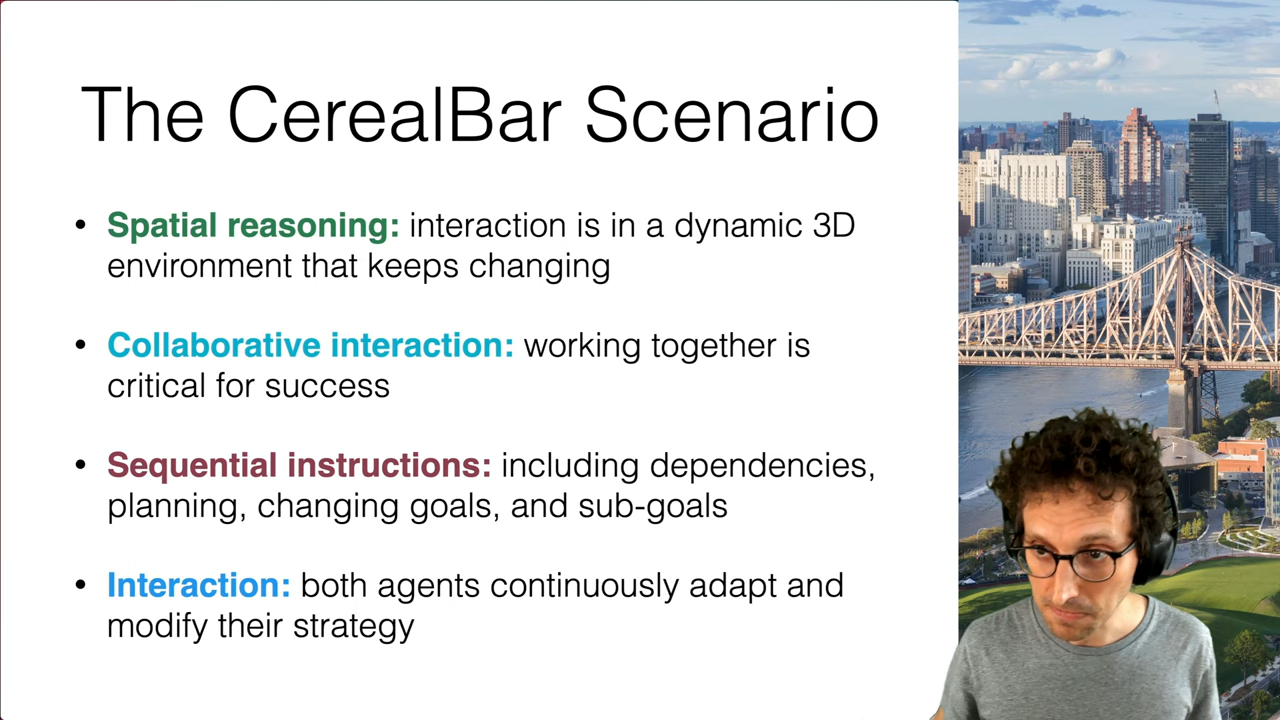 The CerealBar Scenario
• Spatial reasoning: interaction is in a dynamic 3D
environment that keeps changing
• Collaborative interaction: working together is
critical for success
• Sequential instructions: including dependencies,
planning, changing goals, and sub-goals
• Interaction: both agents continuously adapt and
modify their strategy